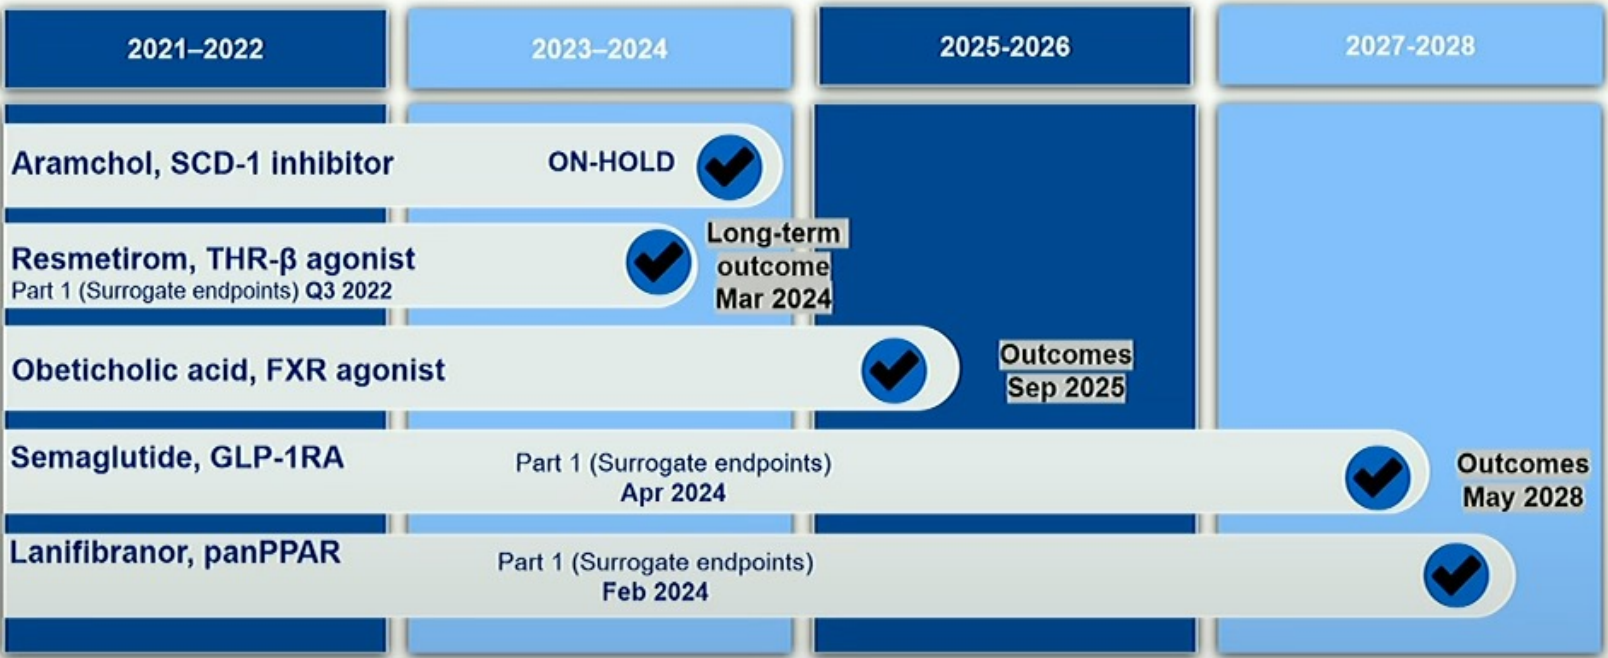 2021–2022
2023–2024
2025-2026
2027-2028
Aramchol, SCD-1 inhibitor
ON-HOLD
Resmetirom, THR-β agonist
Part 1 (Surrogate endpoints) Q3 2022
Long-term
outcome
Mar 2024
Obeticholic acid, FXR agonist
Outcomes
Sep 2025
Semaglutide, GLP-1RA
Part 1 (Surrogate endpoints)
Apr 2024
Outcomes
May 2028
Lanifibranor, panPPAR
Part 1 (Surrogate endpoints)
Feb 2024